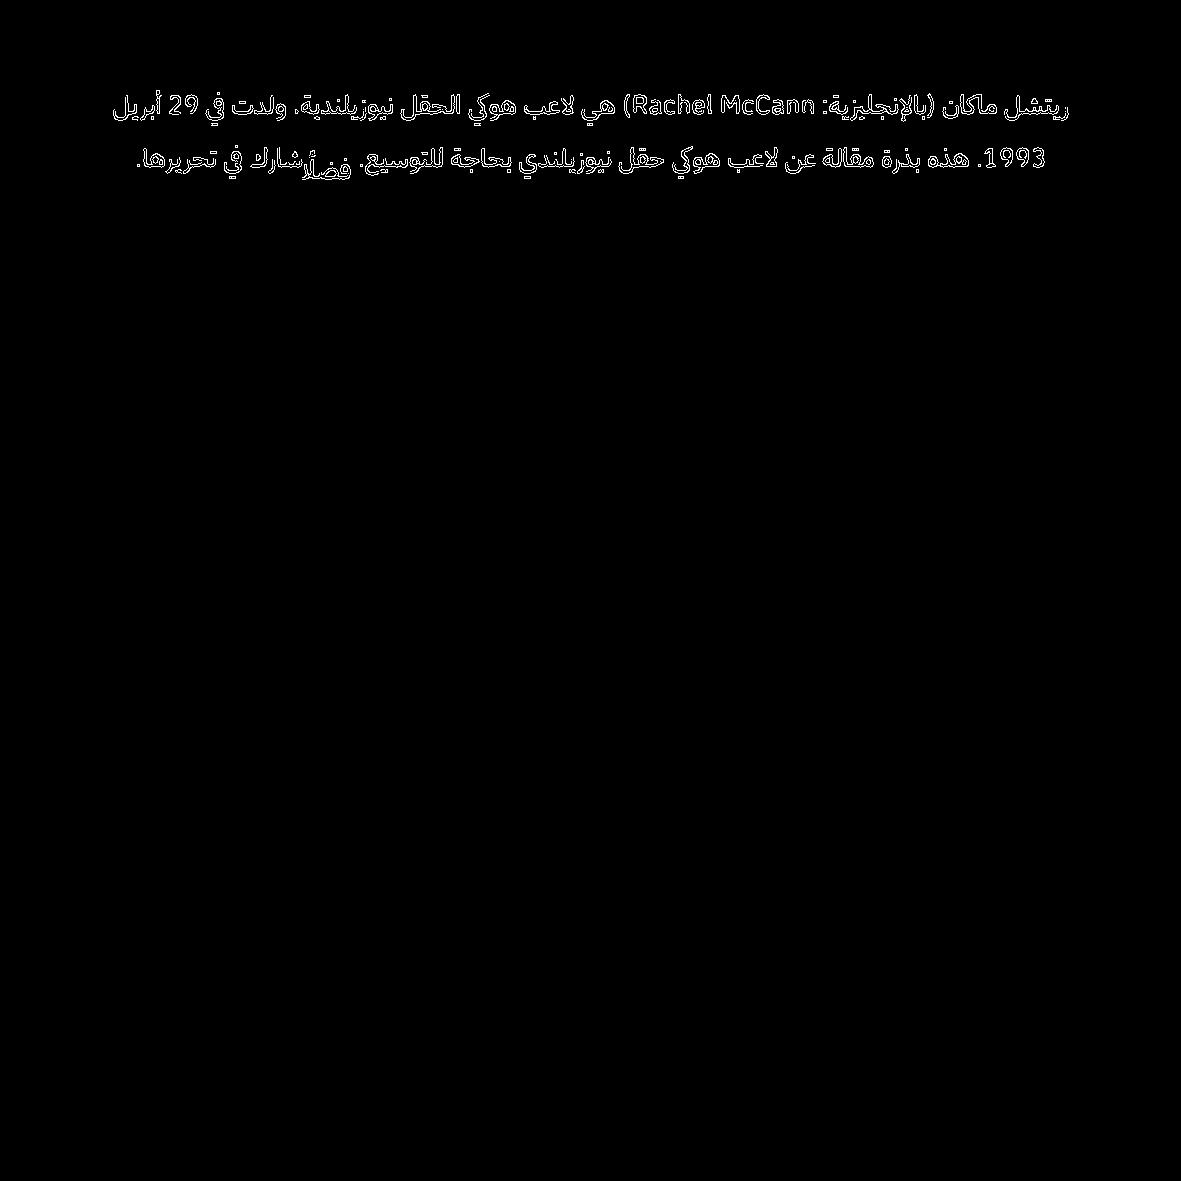 ريتشل ماكان (بالإنجليزية: Rachel McCann) هي لاعب هوكي الحقل نيوزيلندية. ولدت في 29 أبريل
1993. هذه بذرة مقالة عن لاعب هوكي حقل نيوزيلندي بحاجة للتوسيع. فضلًا شارك في تحريرها.